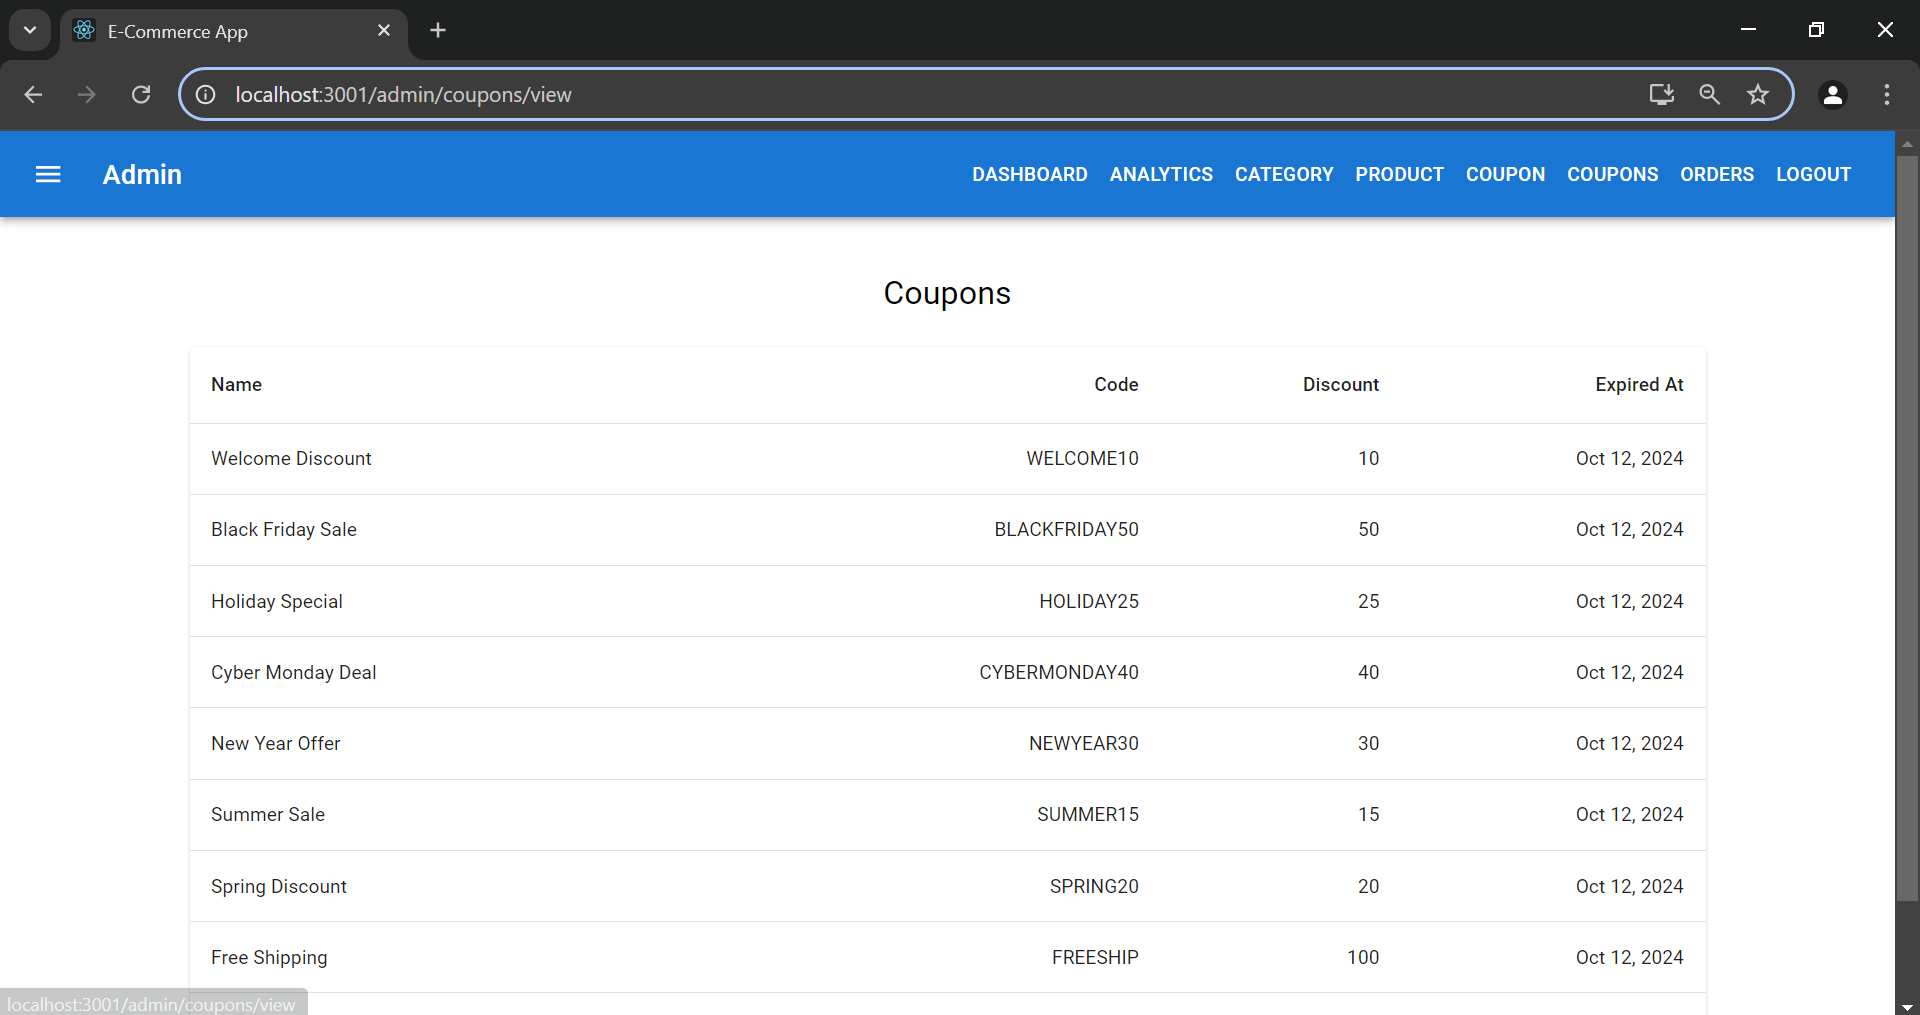 E-Commerce App
localhost:3001/admin/coupons/view
Admin DASHBOARD ANALYTICS CATEGORY PRODUCT COUPON COUPONS ORDERS LOGOUT
Coupons
Name Code Discount Expired At
Welcome Discount WELCOME10 10 Oct 12, 2024
Black Friday Sale BLACKFRIDAY50 50 Oct 12, 2024
Holiday Special HOLIDAY25 25 Oct 12, 2024
Cyber Monday Deal CYBERMONDAY40 40 Oct 12, 2024
New Year Offer NEWYEAR30 30 Oct 12, 2024
Summer Sale SUMMER15 15 Oct 12, 2024
Spring Discount SPRING20 20 Oct 12, 2024
Free Shipping FREESHIP 100 Oct 12, 2024
localhost:3001/admin/coupons/view